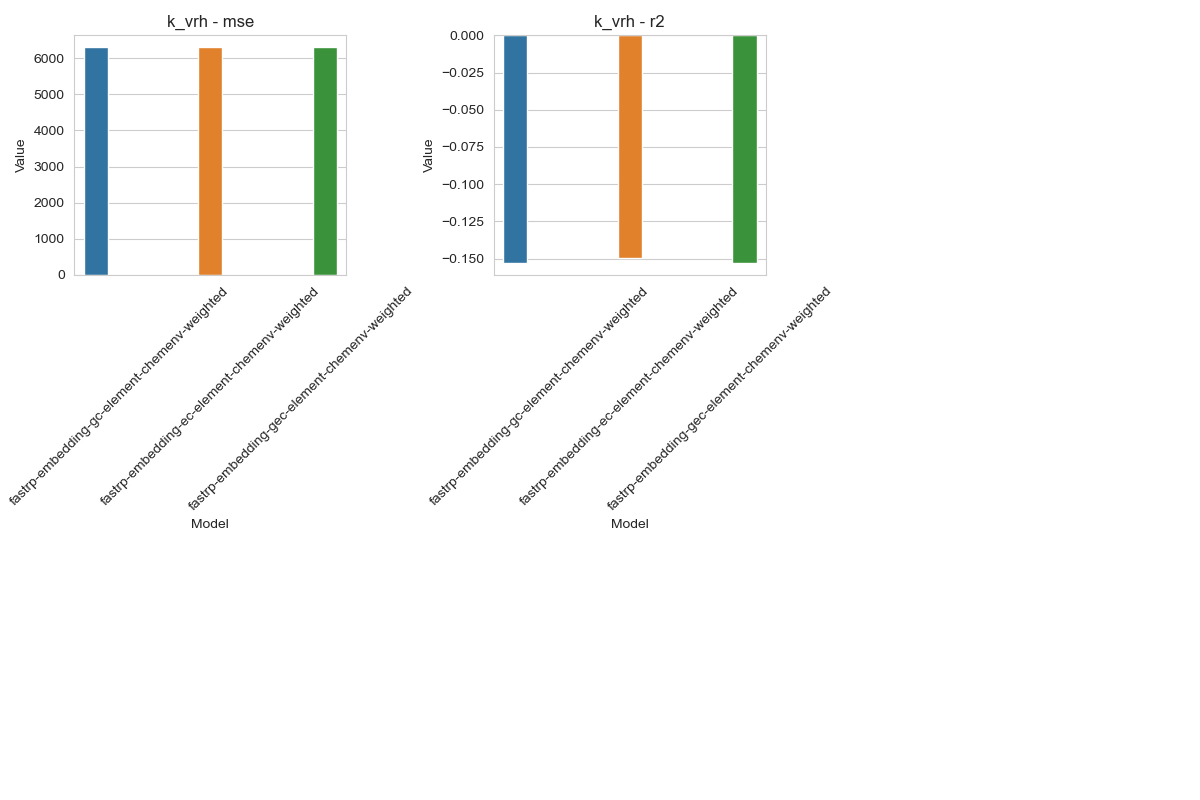 k_vrh - mse
6000
5000
4000
3000
2000
1000
0
Value
fastrp-embedding-gc-element-chemenv-weighted
fastrp-embedding-ec-element-chemenv-weighted
fastrp-embedding-gec-element-chemenv-weighted
Model
k_vrh - r2
0.000
−0.025
−0.050
−0.075
−0.100
−0.125
−0.150
Value
fastrp-embedding-gc-element-chemenv-weighted
fastrp-embedding-ec-element-chemenv-weighted
fastrp-embedding-gec-element-chemenv-weighted
Model